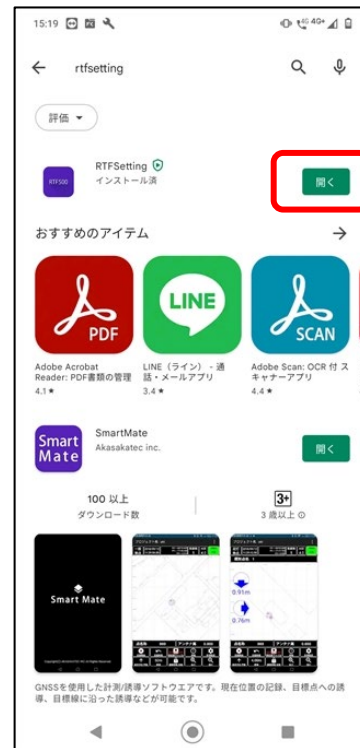 15:19 4G 4G+
rtfsetting
評価
RTF500
RTFSetting
インストール済
開く
おすすめのアイテム
PDF
LINE
SCAN
Adobe Acrobat
Reader: PDF書類の管理
4.1★
LINE（ライン） - 通
話・メールアプリ
3.4★
Adobe Scan: OCR 付 ス
キャナーアプリ
4.4★
Smart
Mate
SmartMate
Akasakatec inc.
開く
100 以上
ダウンロード数
3+
3 歳以上
Smart Mate
0.91m
0.76m
GNSSを使用した計測/誘導ソフトウエアです。現在位置の記録、目標点への誘
導、目標線に沿った誘導などが可能です。